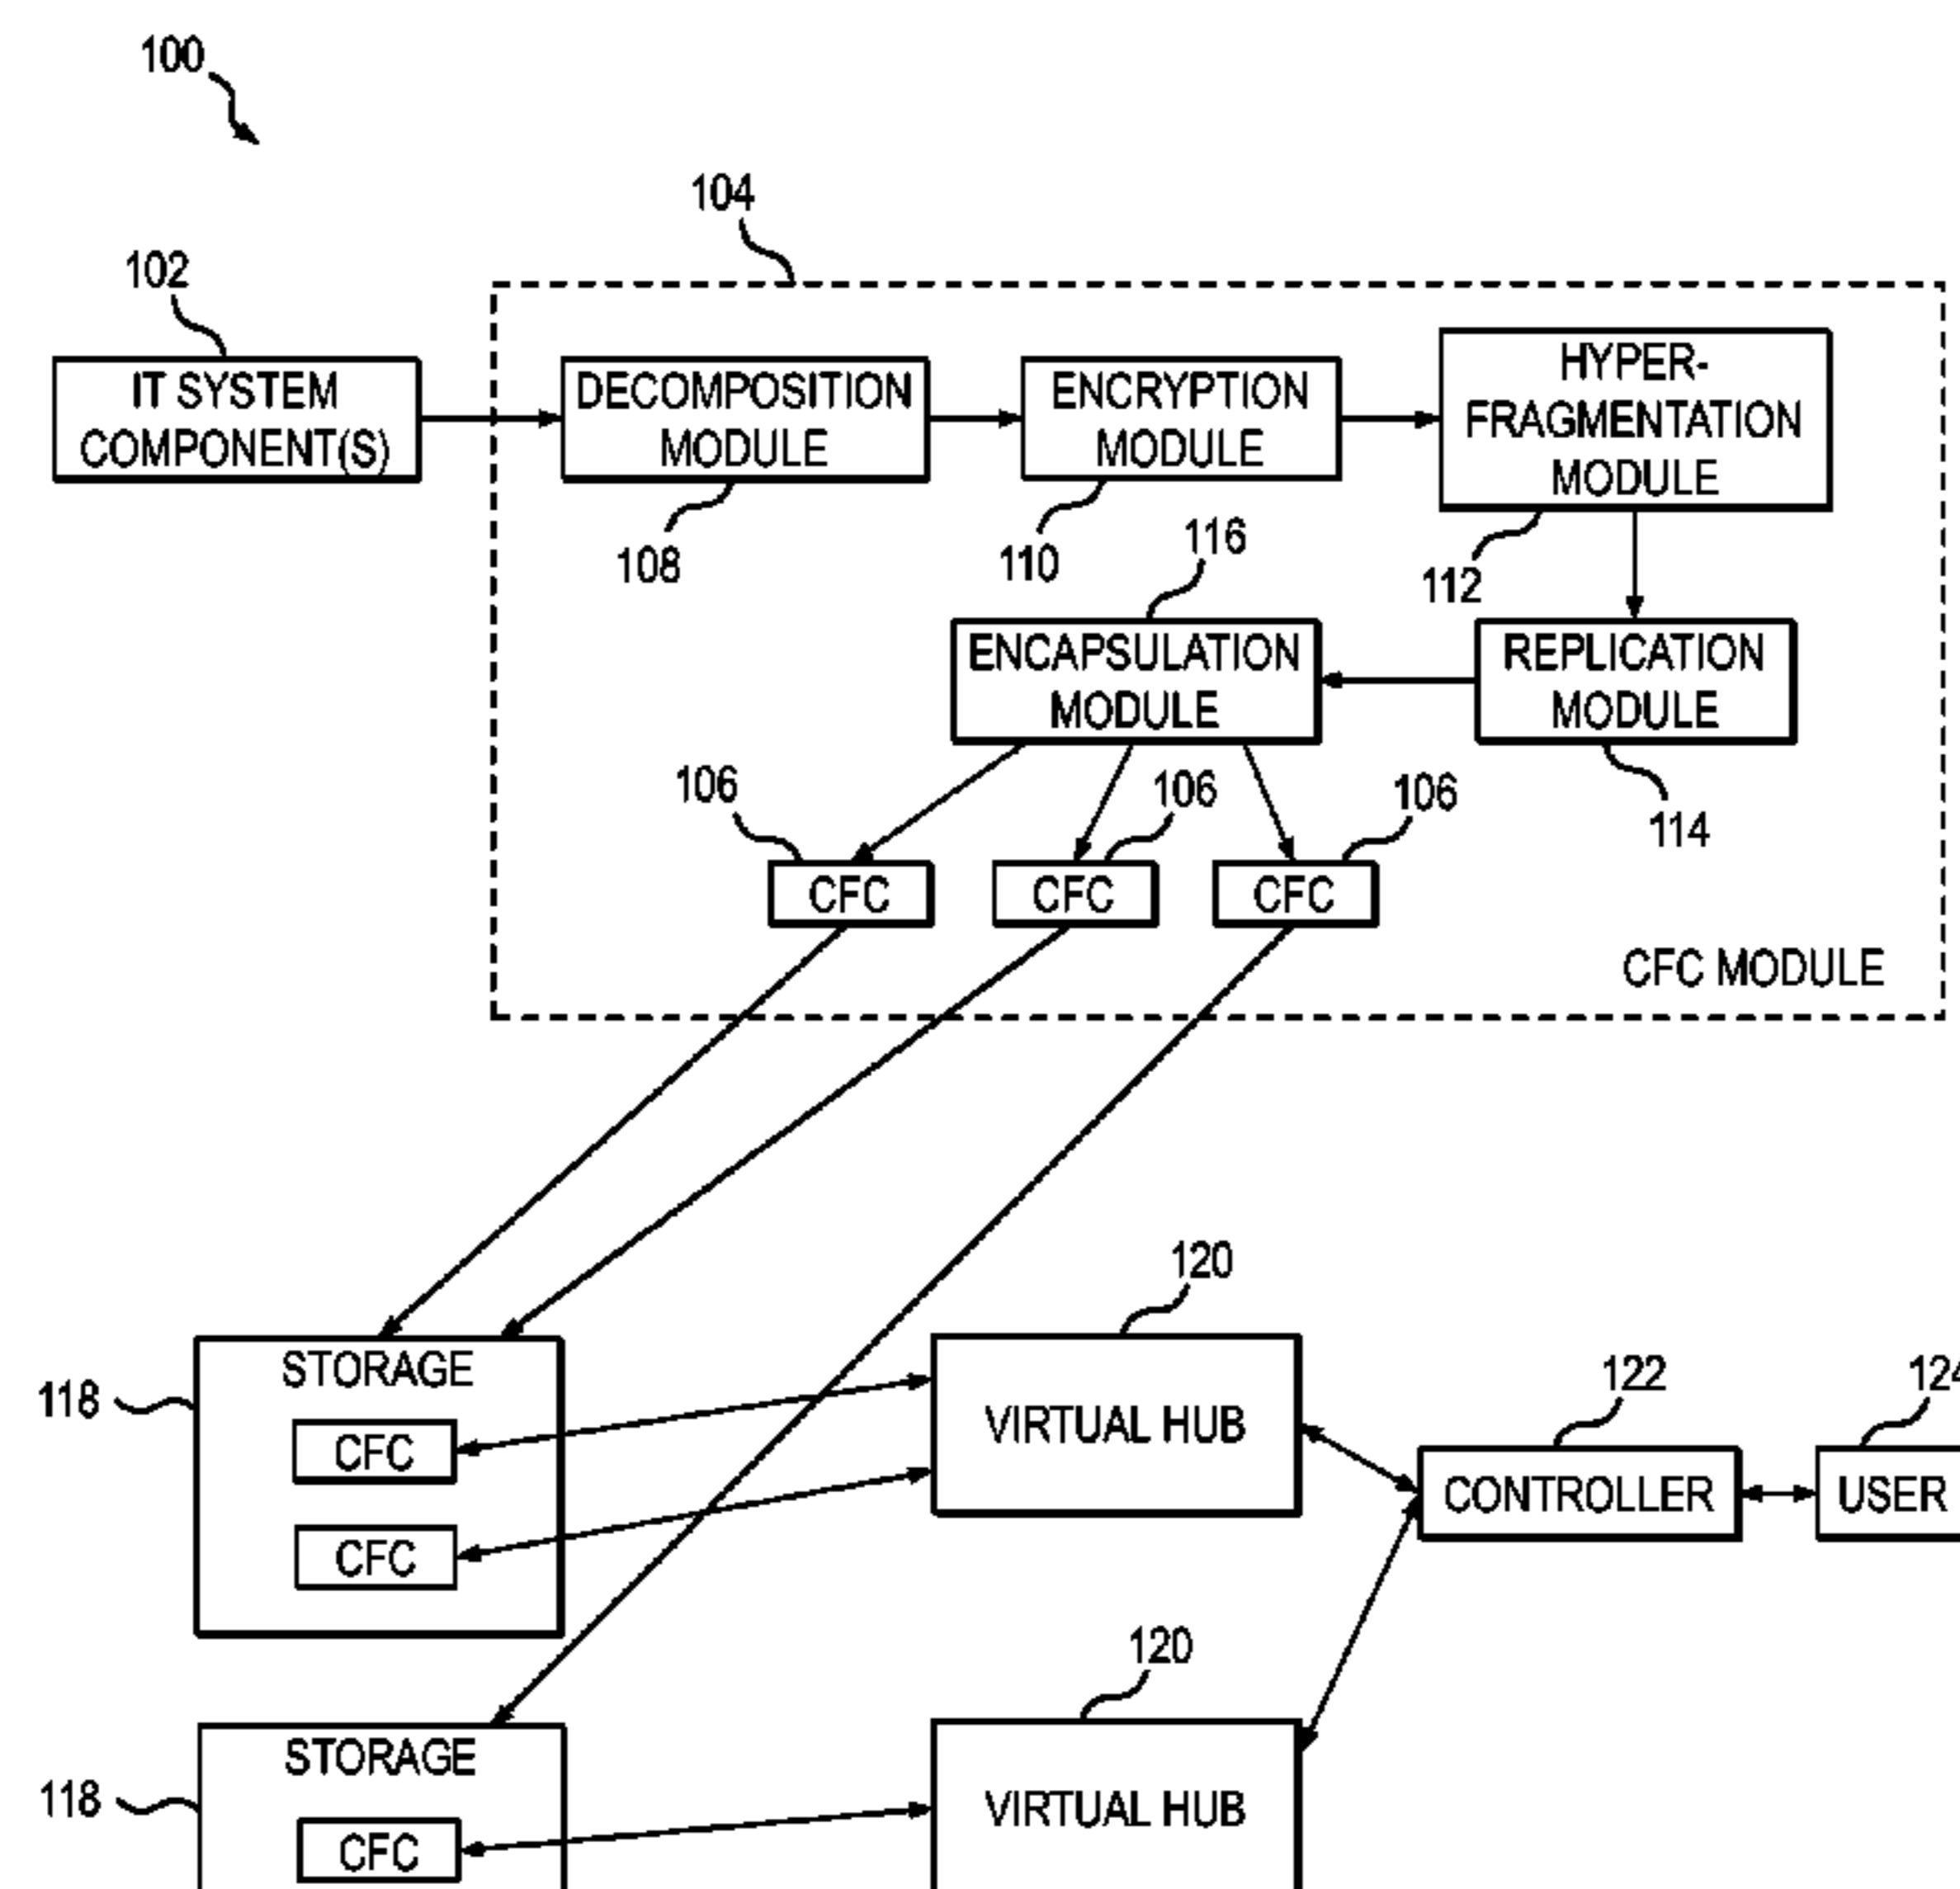 100
104
102
IT SYSTEM
COMPONENT(S)
DECOMPOSITION
MODULE
ENCRYPTION
MODULE
HYPER-
FRAGMENTATION
MODULE
108
110
116
112
ENCAPSULATION
MODULE
REPLICATION
MODULE
106
106
106
114
CFC
CFC
CFC
CFC MODULE
120
118
STORAGE
CFC
CFC
VIRTUAL HUB
122
124
CONTROLLER
USER
120
118
STORAGE
CFC
VIRTUAL HUB